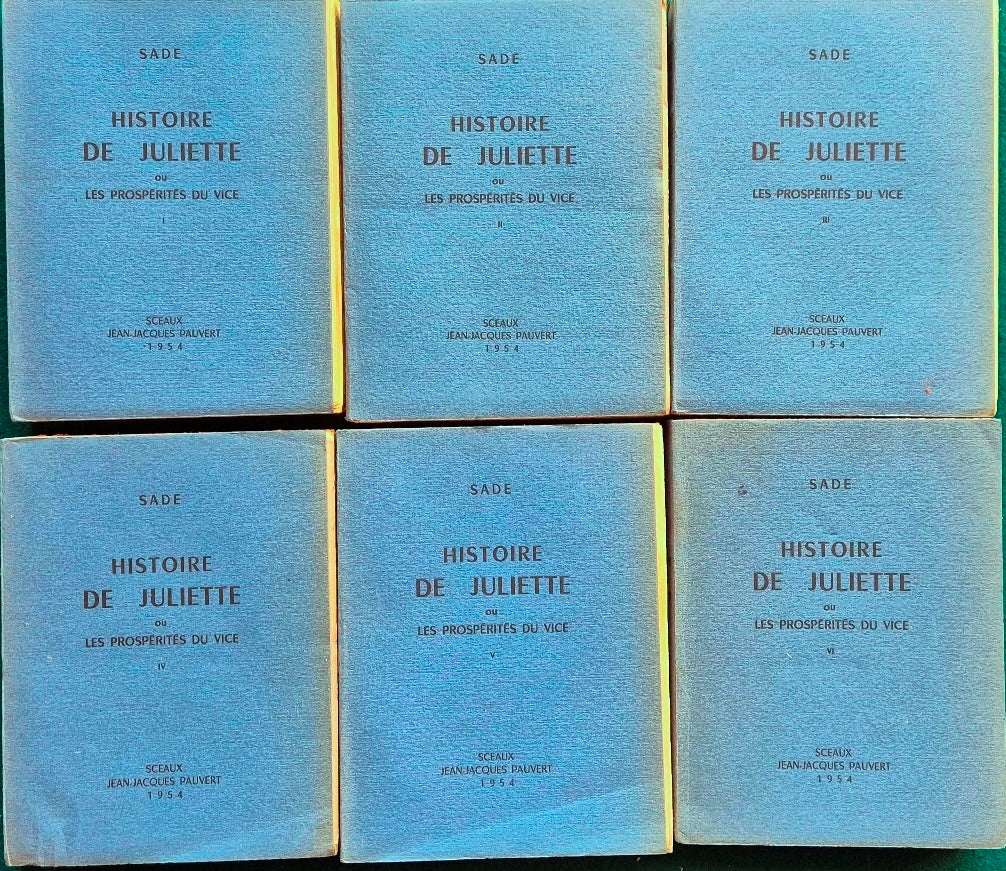 SADE
HISTOIRE
DE JULIETTE
ou
LES PROSPÉRITÉS DU VICE
I
SCEAUX
JEAN-JACQUES PAUVERT
1954
SADE
HISTOIRE
DE JULIETTE
ou
LES PROSPÉRITÉS DU VICE
II
SCEAUX
JEAN-JACQUES PAUVERT
1954
SADE
HISTOIRE
DE JULIETTE
ou
LES PROSPÉRITÉS DU VICE
III
SCEAUX
JEAN-JACQUES PAUVERT
1954
SADE
HISTOIRE
DE JULIETTE
ou
LES PROSPÉRITÉS DU VICE
IV
SCEAUX
JEAN-JACQUES PAUVERT
1954
SADE
HISTOIRE
DE JULIETTE
ou
LES PROSPÉRITÉS DU VICE
V
SCEAUX
JEAN-JACQUES PAUVERT
1954
SADE
HISTOIRE
DE JULIETTE
ou
LES PROSPÉRITÉS DU VICE
VI
SCEAUX
JEAN-JACQUES PAUVERT
1954